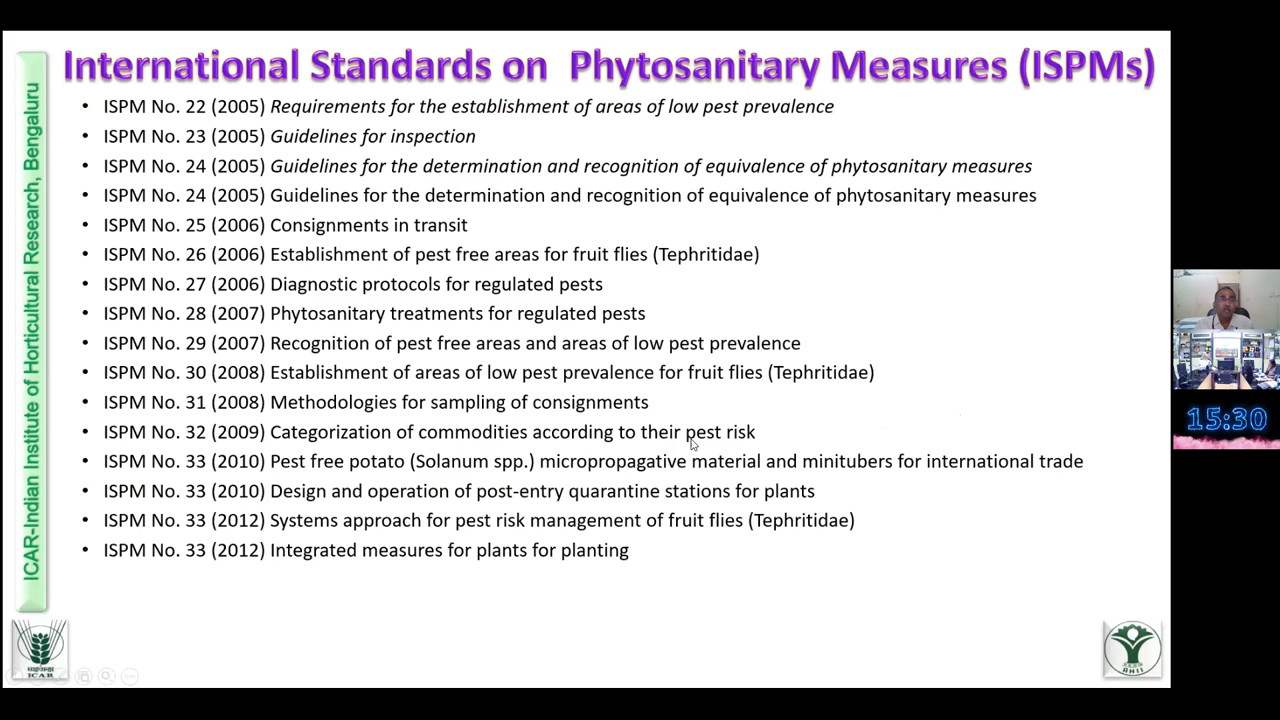 International Standards on Phytosanitary Measures (ISPMs)
ICAR-Indian Institute of Horticultural Research, Bengaluru
• ISPM No. 22 (2005) Requirements for the establishment of areas of low pest prevalence
• ISPM No. 23 (2005) Guidelines for inspection
• ISPM No. 24 (2005) Guidelines for the determination and recognition of equivalence of phytosanitary measures
• ISPM No. 24 (2005) Guidelines for the determination and recognition of equivalence of phytosanitary measures
• ISPM No. 25 (2006) Consignments in transit
• ISPM No. 26 (2006) Establishment of pest free areas for fruit flies (Tephritidae)
• ISPM No. 27 (2006) Diagnostic protocols for regulated pests
• ISPM No. 28 (2007) Phytosanitary treatments for regulated pests
• ISPM No. 29 (2007) Recognition of pest free areas and areas of low pest prevalence
• ISPM No. 30 (2008) Establishment of areas of low pest prevalence for fruit flies (Tephritidae)
• ISPM No. 31 (2008) Methodologies for sampling of consignments
• ISPM No. 32 (2009) Categorization of commodities according to their pest risk
• ISPM No. 33 (2010) Pest free potato (Solanum spp.) micropropagative material and minitubers for international trade
• ISPM No. 33 (2010) Design and operation of post-entry quarantine stations for plants
• ISPM No. 33 (2012) Systems approach for pest risk management of fruit flies (Tephritidae)
• ISPM No. 33 (2012) Integrated measures for plants for planting
15:30
ICAR